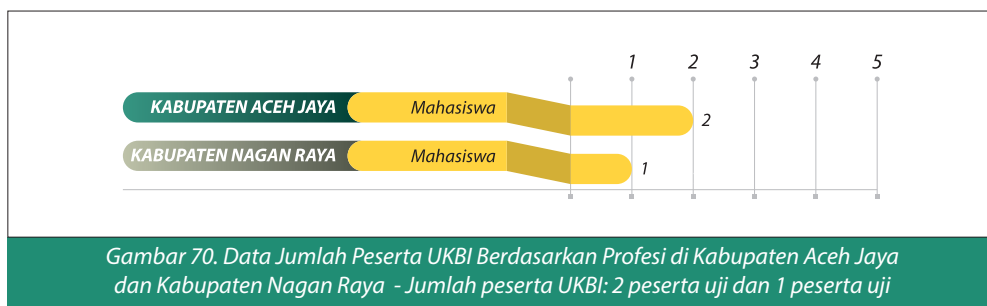 1 2 3 4 5
KABUPATEN ACEH JAYA Mahasiswa 2
KABUPATEN NAGAN RAYA Mahasiswa 1
Gambar 70. Data Jumlah Peserta UKBI Berdasarkan Profesi di Kabupaten Aceh Jaya
dan Kabupaten Nagan Raya - Jumlah peserta UKBI: 2 peserta uji dan 1 peserta uji